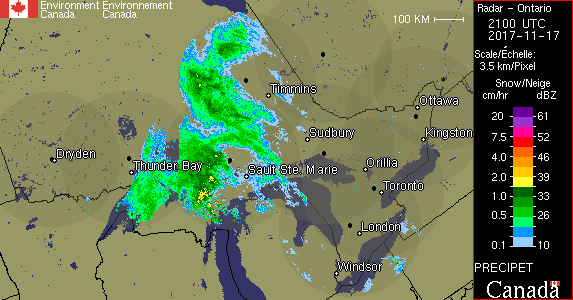 Environment Environnement
Canada Canada
100 KM
Timmins
Ottawa
Sudbury
Kingston
Dryden
Thunder Bay
Sault Ste. Marie
Orillia
Toronto
London
Windsor
Radar - Ontario
2100 UTC
2017-11-17
Scale/Échelle:
3.5 km/Pixel
Snow/Neige
cm/hr dBZ
20 61
7.5 52
4.0 46
2.0 39
1.0 33
0.5 26
0.1 10
PRECIPET
Canada